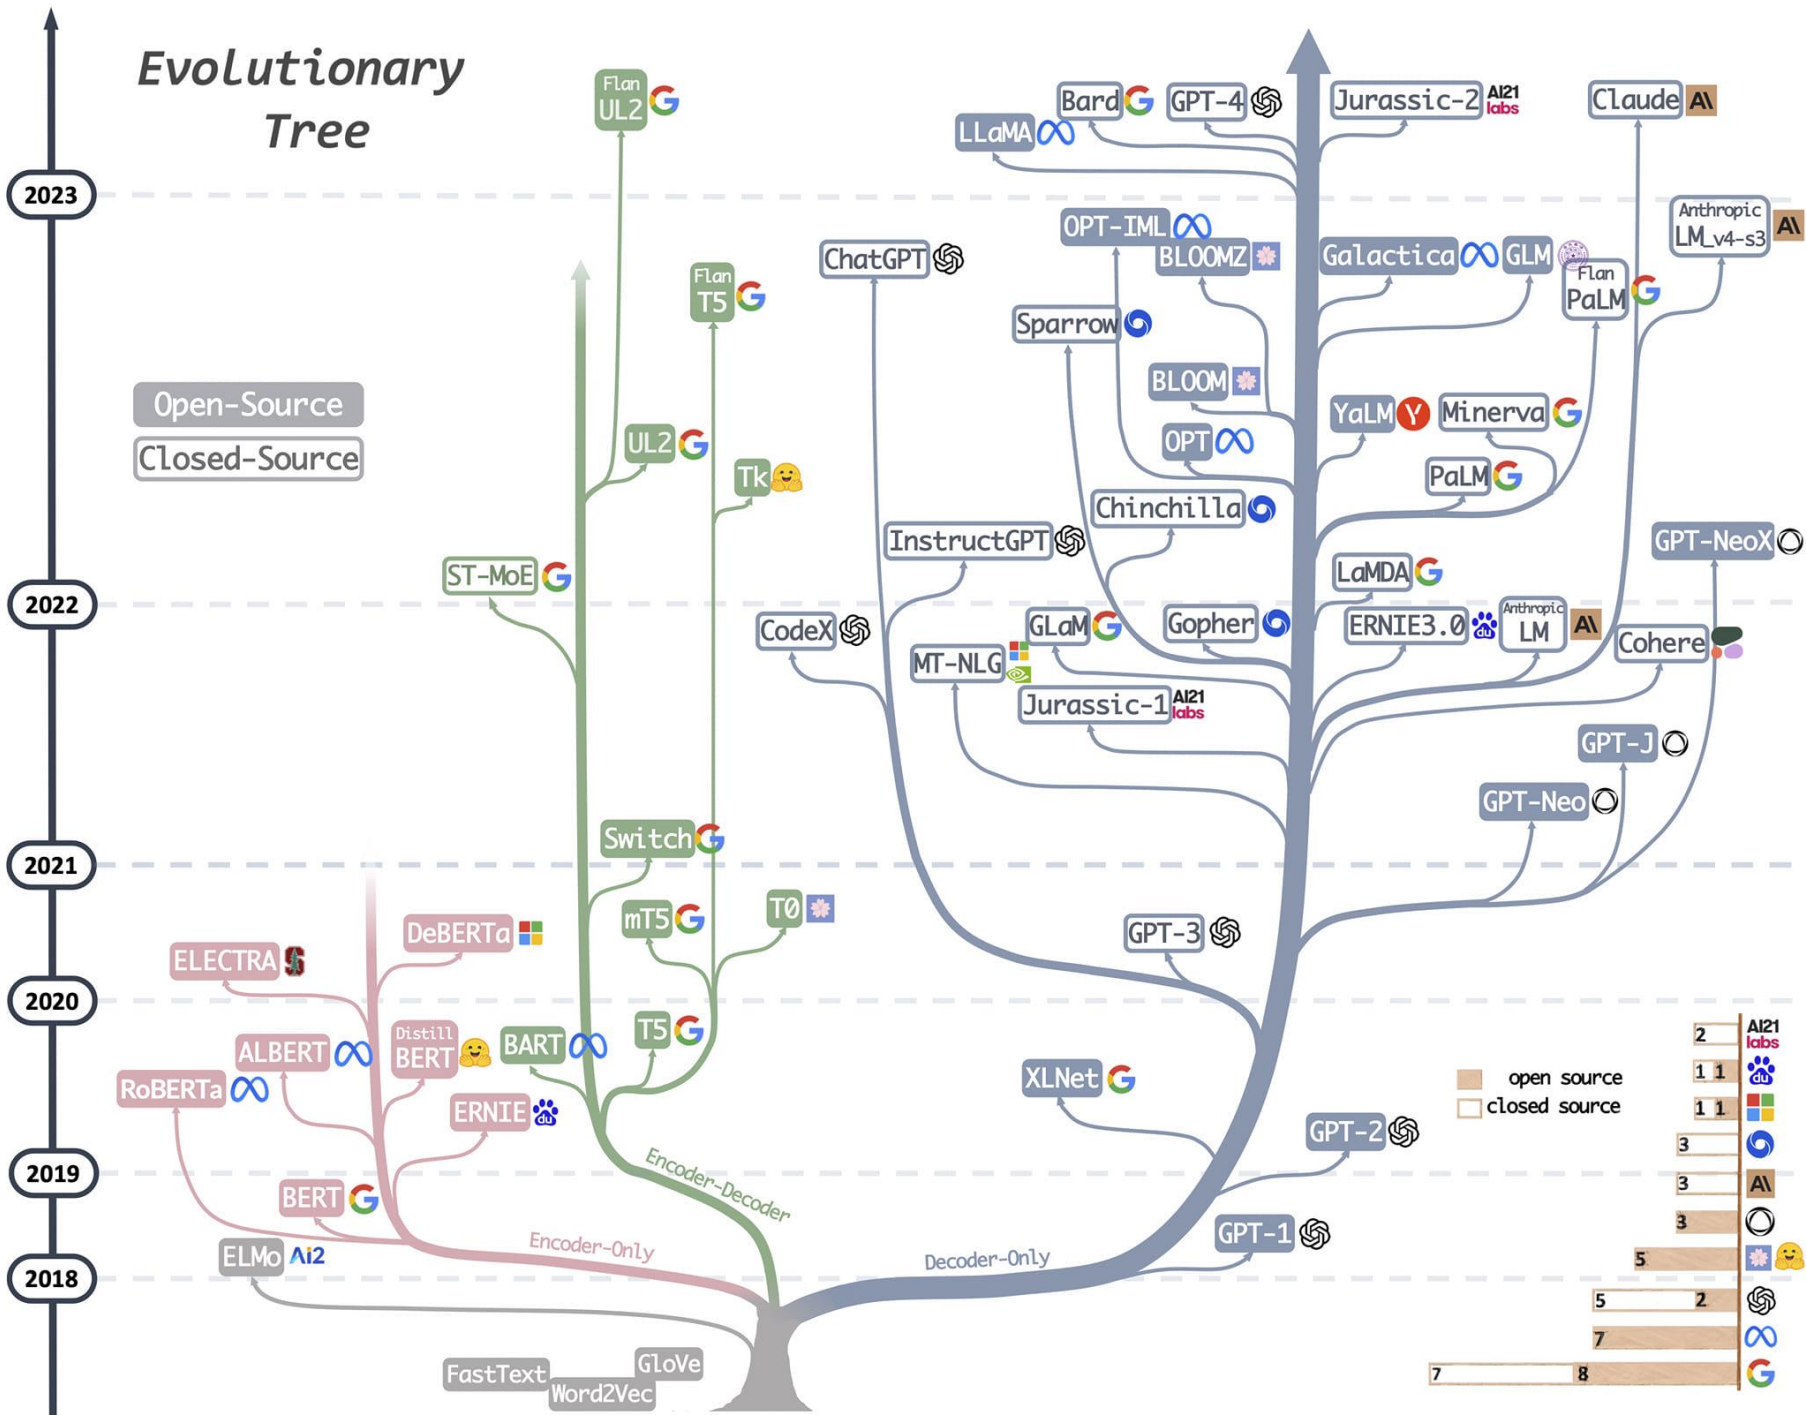 Evolutionary
Tree
2023
2022
2021
2020
2019
2018
Open-Source
Closed-Source
Flan
UL2
Bard
GPT-4
Jurassic-2
AI21
labs
Claude
A\
LLaMA
OPT-IML
Anthropic
LM_v4-s3
A\
ChatGPT
BLOOMZ
Galactica
GLM
Flan
T5
Flan
PaLM
Sparrow
BLOOM
YaLM
Minerva
UL2
OPT
Tk
PaLM
Chinchilla
InstructGPT
GPT-NeoX
ST-MoE
LaMDA
CodeX
GLaM
Gopher
ERNIE3.0
du
Anthropic
LM
A\
Cohere
MT-NLG
Jurassic-1
AI21
labs
GPT-J
GPT-Neo
Switch
mT5
T0
DeBERTa
GPT-3
ELECTRA
S
ALBERT
Distill
BERT
BART
T5
RoBERTa
ERNIE
du
XLNet
GPT-2
BERT
Encoder-Decoder
ELMo
Ai2
Encoder-Only
Decoder-Only
GPT-1
FastText
Word2Vec
GloVe
open source
closed source
2
AI21
labs
1 1
du
1 1
3
3
A\
3
5
5 2
7
7 8